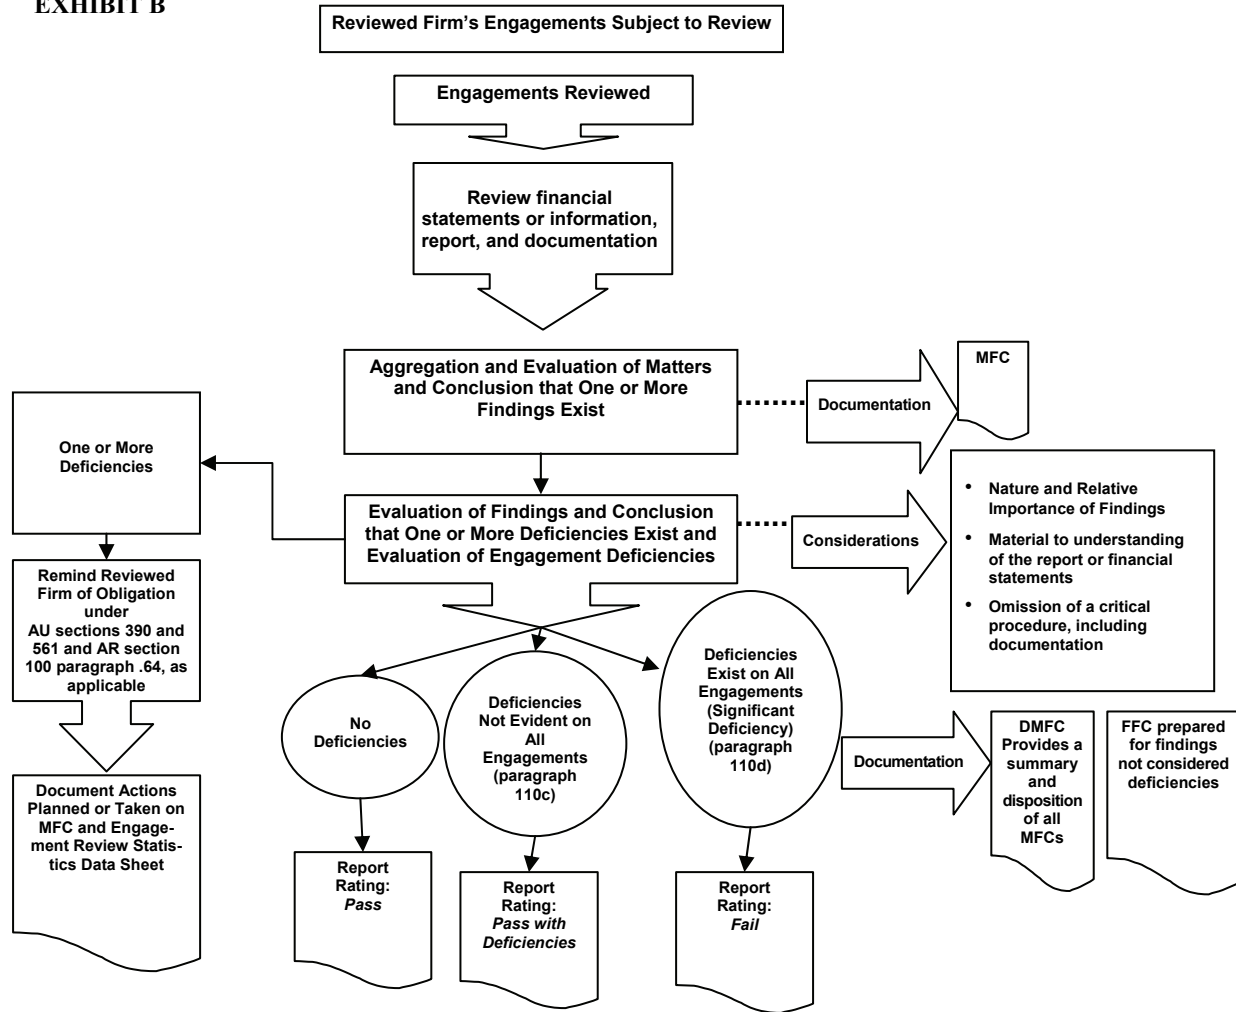 EXHIBIT B
Reviewed Firm's Engagements Subject to Review
Engagements Reviewed
Review financial
statements or information,
report, and documentation
Aggregation and Evaluation of Matters
and Conclusion that One or More
Findings Exist
Documentation
MFC
One or More
Deficiencies
Evaluation of Findings and Conclusion
that One or More Deficiencies Exist and
Evaluation of Engagement Deficiencies
Considerations
• Nature and Relative
Importance of Findings
• Material to understanding
of the report or financial
statements
• Omission of a critical
procedure, including
documentation
Remind Reviewed
Firm of Obligation
under
AU sections 390 and
561 and AR section
100 paragraph .64, as
applicable
No
Deficiencies
Deficiencies
Not Evident on
All
Engagements
(paragraph
110c)
Deficiencies
Exist on All
Engagements
(Significant
Deficiency)
(paragraph
110d)
Documentation
DMFC
Provides a
summary
and
disposition
of all
MFCs
FFC prepared
for findings
not considered
deficiencies
Document Actions
Planned or Taken on
MFC and Engage-
ment Review Statis-
tics Data Sheet
Report
Rating:
Pass
Report
Rating:
Pass with
Deficiencies
Report
Rating:
Fail